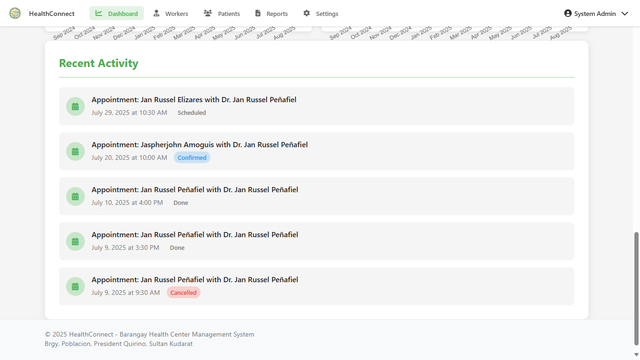 HealthConnect Dashboard Workers Patients Reports Settings System Admin
Sep 2024 Oct 2024 Nov 2024 Dec 2024 Jan 2025 Feb 2025 Mar 2025 Apr 2025 May 2025 Jun 2025 Jul 2025 Aug 2025 Sep 2024 Oct 2024 Nov 2024 Dec 2024 Jan 2025 Feb 2025 Mar 2025 Apr 2025 May 2025 Jun 2025 Jul 2025 Aug 2025
Recent Activity
Appointment: Jan Russel Elizares with Dr. Jan Russel Peñafiel
July 29, 2025 at 10:30 AM Scheduled
Appointment: Jaspherjohn Amoguis with Dr. Jan Russel Peñafiel
July 20, 2025 at 10:00 AM Confirmed
Appointment: Jan Russel Peñafiel with Dr. Jan Russel Peñafiel
July 10, 2025 at 4:00 PM Done
Appointment: Jan Russel Peñafiel with Dr. Jan Russel Peñafiel
July 9, 2025 at 3:30 PM Done
Appointment: Jan Russel Peñafiel with Dr. Jan Russel Peñafiel
July 9, 2025 at 9:30 AM Cancelled
© 2025 HealthConnect - Barangay Health Center Management System
Brgy. Poblacion, President Quirino, Sultan Kudarat